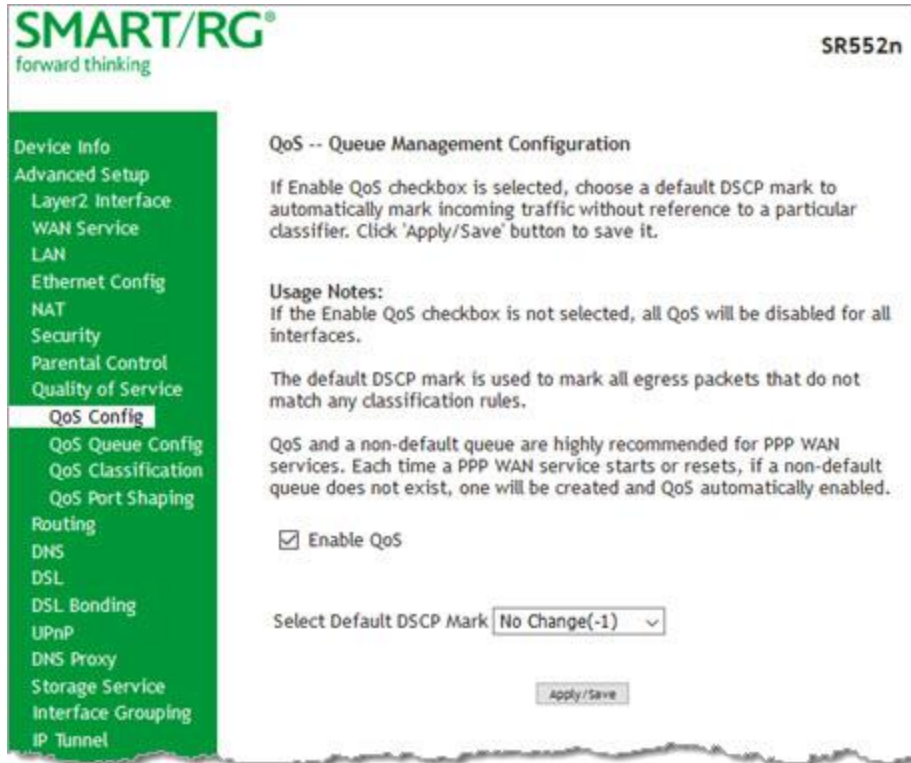 SMART/RG®
forward thinking
SR552n
Device Info
Advanced Setup
Layer2 Interface
WAN Service
LAN
Ethernet Config
NAT
Security
Parental Control
Quality of Service
QoS Config
QoS Queue Config
QoS Classification
QoS Port Shaping
Routing
DNS
DSL
DSL Bonding
UPnP
DNS Proxy
Storage Service
Interface Grouping
IP Tunnel
QoS -- Queue Management Configuration
If Enable QoS checkbox is selected, choose a default DSCP mark to
automatically mark incoming traffic without reference to a particular
classifier. Click 'Apply/Save' button to save it.
Usage Notes:
If the Enable QoS checkbox is not selected, all QoS will be disabled for all
interfaces.
The default DSCP mark is used to mark all egress packets that do not
match any classification rules.
QoS and a non-default queue are highly recommended for PPP WAN
services. Each time a PPP WAN service starts or resets, if a non-default
queue does not exist, one will be created and QoS automatically enabled.
Enable QoS
Select Default DSCP Mark No Change(-1)
Apply/Save